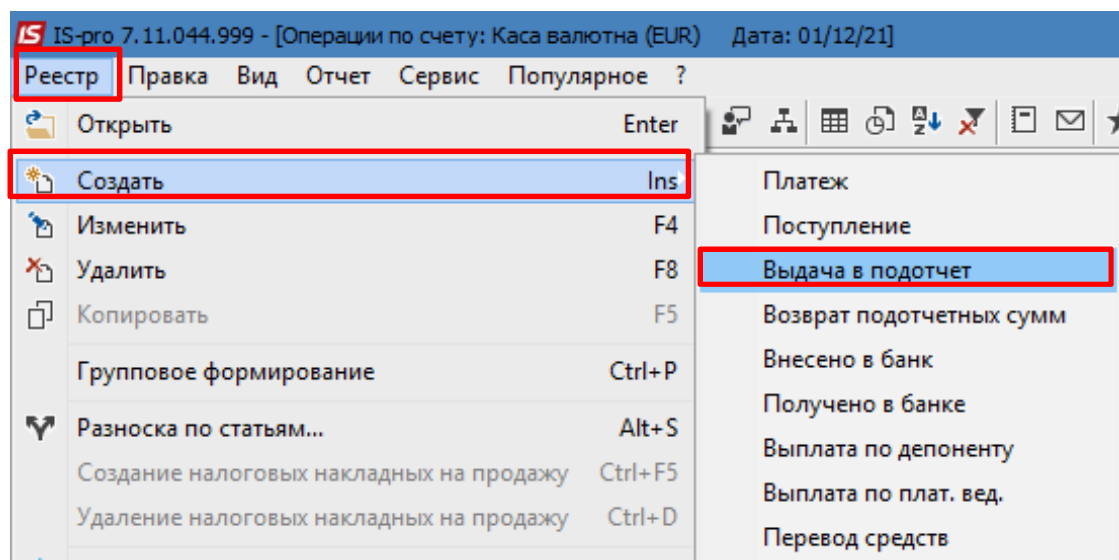 IS IS-pro 7.11.044.999 - [Операции по счету: Каса валютна (EUR) Дата: 01/12/21]
Реестр Правка Вид Отчет Сервис Популярное ?
Открыть Enter
Создать Ins
Изменить F4
Удалить F8
Копировать F5
Групповое формирование Ctrl+P
Разноска по статьям... Alt+S
Создание налоговых накладных на продажу Ctrl+F5
Удаление налоговых накладных на продажу Ctrl+D
Платеж
Поступление
Выдача в подотчет
Возврат подотчетных сумм
Внесено в банк
Получено в банке
Выплата по депоненту
Выплата по плат. вед.
Перевод средств